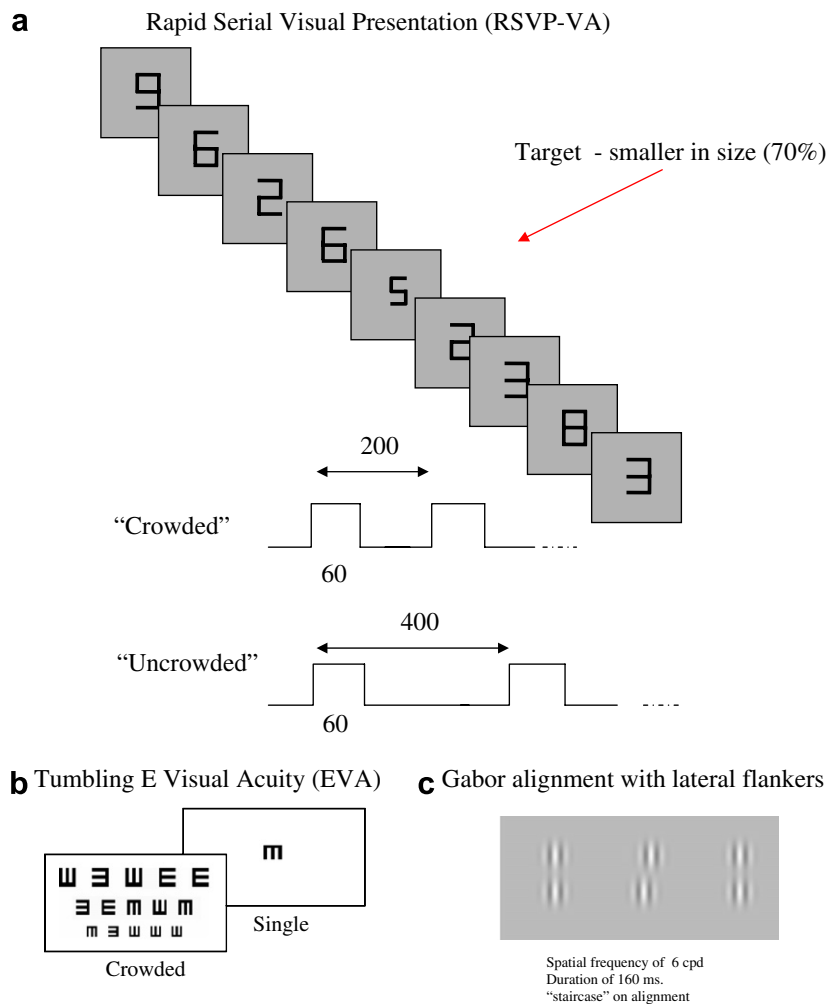 a Rapid Serial Visual Presentation (RSVP-VA)
9
6
2
6
5
2
3
8
3
Target - smaller in size (70%)
200
“Crowded”
60
400
“Uncrowded”
60
b Tumbling E Visual Acuity (EVA)
m
Single
Ш Ǝ Ш E E
Ǝ E m Ш m
m Ǝ Ш Ш Ш
Crowded
c Gabor alignment with lateral flankers
Spatial frequency of 6 cpd
Duration of 160 ms.
“staircase” on alignment